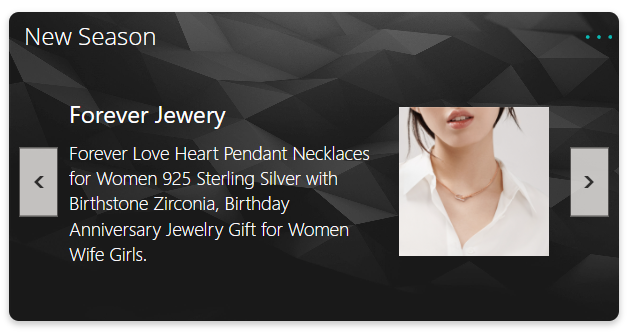 New Season
Forever Jewery
Forever Love Heart Pendant Necklaces
for Women 925 Sterling Silver with
Birthstone Zirconia, Birthday
Anniversary Jewelry Gift for Women
Wife Girls.